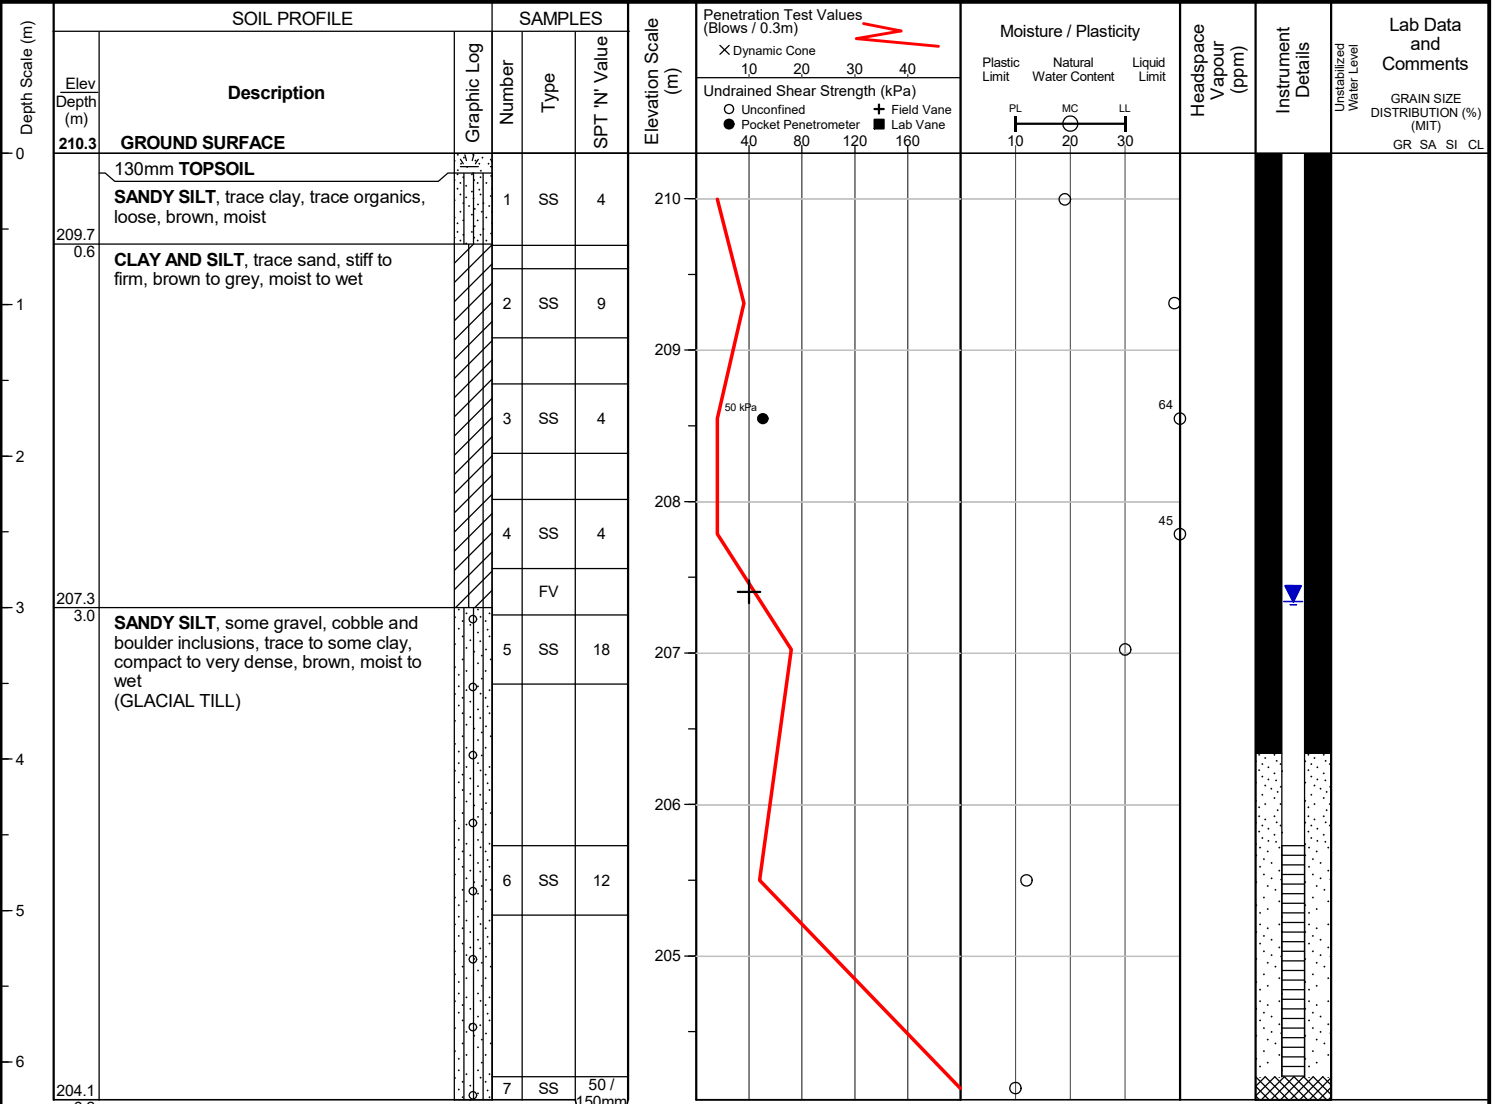 SOIL PROFILE
SAMPLES
Depth Scale (m)
Elev
Depth
(m)
Description
Graphic Log
Number
Type
SPT 'N' Value
Elevation Scale
(m)
Penetration Test Values
(Blows / 0.3m)
Dynamic Cone
10 20 30 40
Undrained Shear Strength (kPa)
Unconfined
Field Vane
Pocket Penetrometer
Lab Vane
40 80 120 160
Moisture / Plasticity
Plastic
Limit
Natural
Water Content
Liquid
Limit
PL MC LL
10 20 30
Headspace
Vapour
(ppm)
Instrument
Details
Unstabilized
Water Level
Lab Data
and
Comments
GRAIN SIZE
DISTRIBUTION (%)
(MIT)
GR SA SI CL
210.3 GROUND SURFACE
0
130mm TOPSOIL
SANDY SILT, trace clay, trace organics,
loose, brown, moist
1 SS 4
210
209.7
0.6
CLAY AND SILT, trace sand, stiff to
firm, brown to grey, moist to wet
1
2 SS 9
209
3 SS 4
50 kPa
64
2
208
4 SS 4
45
FV
207.3
3
3.0
SANDY SILT, some gravel, cobble and
boulder inclusions, trace to some clay,
compact to very dense, brown, moist to
wet
(GLACIAL TILL)
5 SS 18
207
4
206
6 SS 12
5
205
6
204.1
7 SS 50 /
150mm